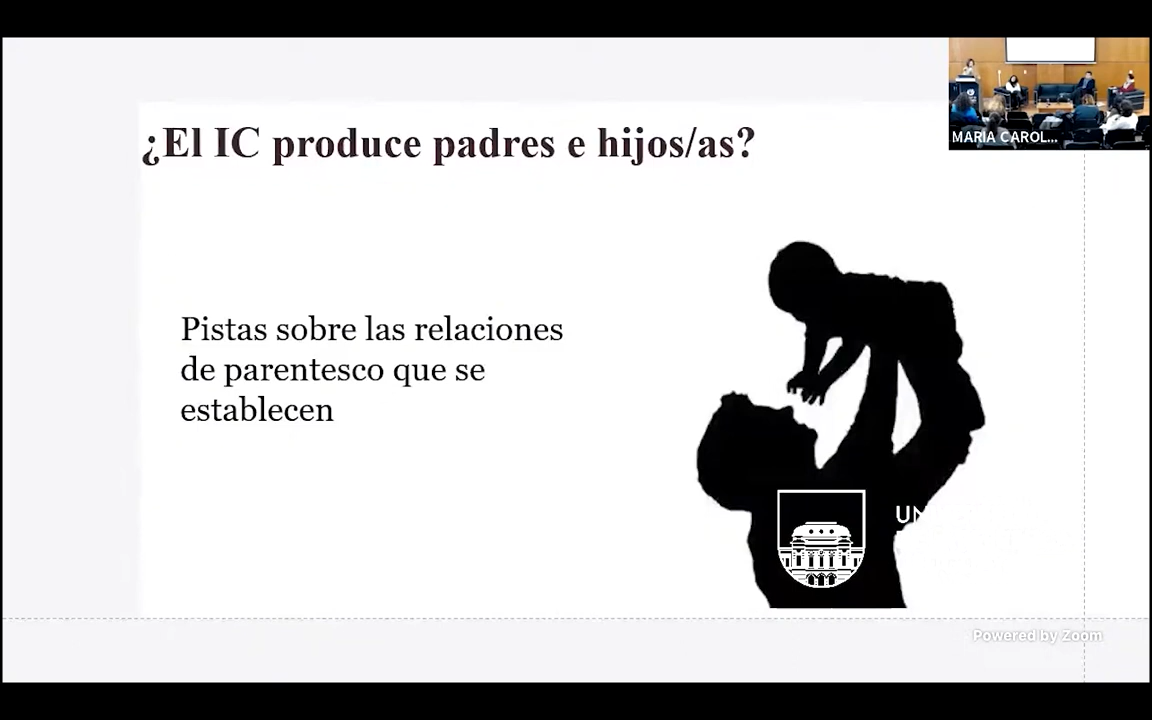 ¿El IC produce padres e hijos/as?
MARIA CAROL...
Pistas sobre las relaciones
de parentesco que se
establecen
UN
Powered by Zoom